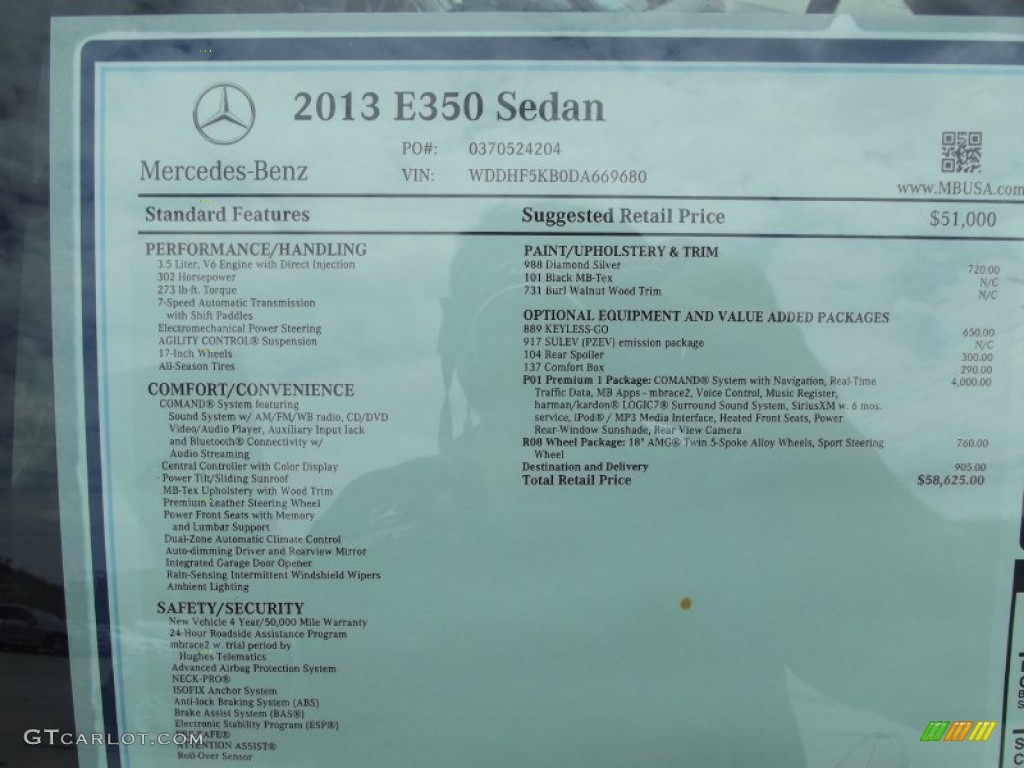 2013 E350 Sedan
Mercedes-Benz
PO#: 0370524204
VIN: WDDHF5KB0DA669680
www.MBUSA.com
Standard Features
Suggested Retail Price $51,000
PERFORMANCE/HANDLING
3.5 Liter, V6 Engine with Direct Injection
302 Horsepower
273 lb-ft. Torque
7-Speed Automatic Transmission
with Shift Paddles
Electromechanical Power Steering
AGILITY CONTROL® Suspension
17-Inch Wheels
All-Season Tires
COMFORT/CONVENIENCE
COMAND® System featuring
Sound System w/ AM/FM/WB radio, CD/DVD
Video/Audio Player, Auxiliary Input Jack
and Bluetooth® Connectivity w/
Audio Streaming
Central Controller with Color Display
Power Tilt/Sliding Sunroof
MB-Tex Upholstery with Wood Trim
Premium Leather Steering Wheel
Power Front Seats with Memory
and Lumbar Support
Dual-Zone Automatic Climate Control
Auto-dimming Driver and Rearview Mirror
Integrated Garage Door Opener
Rain-Sensing Intermittent Windshield Wipers
Ambient Lighting
SAFETY/SECURITY
New Vehicle 4 Year/50,000 Mile Warranty
24-Hour Roadside Assistance Program
mbrace2 w. trial period by
Hughes Telematics
Advanced Airbag Protection System
NECK-PRO®
ISOFIX Anchor System
Anti-lock Braking System (ABS)
Brake Assist System (BAS®)
Electronic Stability Program (ESP®)
ATTENTION ASSIST®
Roll-Over Sensor
PAINT/UPHOLSTERY & TRIM
988 Diamond Silver 720.00
101 Black MB-Tex N/C
731 Burl Walnut Wood Trim N/C
OPTIONAL EQUIPMENT AND VALUE ADDED PACKAGES
889 KEYLESS-GO 650.00
917 SULEV (PZEV) emission package N/C
104 Rear Spoiler 300.00
137 Comfort Box 290.00
P01 Premium 1 Package: COMAND® System with Navigation, Real-Time 4,000.00
Traffic Data, MB Apps - mbrace2, Voice Control, Music Register,
harman/kardon® LOGIC7® Surround Sound System, SiriusXM w. 6 mos.
service, iPod® / MP3 Media Interface, Heated Front Seats, Power
Rear-Window Sunshade, Rear View Camera
R08 Wheel Package: 18" AMG® Twin 5-Spoke Alloy Wheels, Sport Steering 760.00
Wheel
Destination and Delivery 905.00
Total Retail Price $58,625.00
GTCARLOT.COM